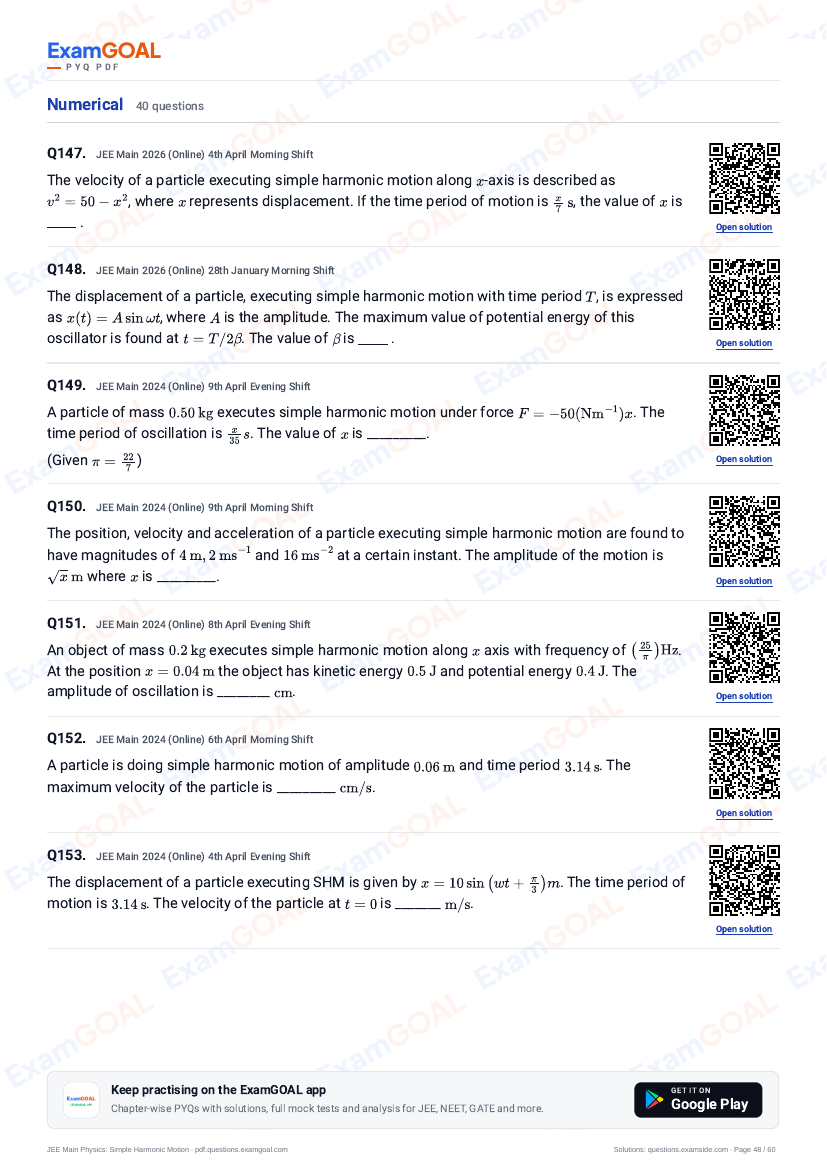 ExamGOAL
PYQ PDF
Numerical 40 questions
Q147. JEE Main 2026 (Online) 4th April Morning Shift
The velocity of a particle executing simple harmonic motion along x-axis is described as
v² = 50 − x², where x represents displacement. If the time period of motion is x/7 s, the value of x is
____ .
Open solution
Q148. JEE Main 2026 (Online) 28th January Morning Shift
The displacement of a particle, executing simple harmonic motion with time period T, is expressed
as x(t) = A sin ωt, where A is the amplitude. The maximum value of potential energy of this
oscillator is found at t = T/2β. The value of β is ____ .
Open solution
Q149. JEE Main 2024 (Online) 9th April Evening Shift
A particle of mass 0.50 kg executes simple harmonic motion under force F = −50(Nm⁻¹)x. The
time period of oscillation is x/35 s. The value of x is ________.
(Given π = 22/7)
Open solution
Q150. JEE Main 2024 (Online) 9th April Morning Shift
The position, velocity and acceleration of a particle executing simple harmonic motion are found to
have magnitudes of 4 m, 2 ms⁻¹ and 16 ms⁻² at a certain instant. The amplitude of the motion is
√x m where x is ________.
Open solution
Q151. JEE Main 2024 (Online) 8th April Evening Shift
An object of mass 0.2 kg executes simple harmonic motion along x axis with frequency of (25/π)Hz.
At the position x = 0.04 m the object has kinetic energy 0.5 J and potential energy 0.4 J. The
amplitude of oscillation is _______ cm.
Open solution
Q152. JEE Main 2024 (Online) 6th April Morning Shift
A particle is doing simple harmonic motion of amplitude 0.06 m and time period 3.14 s. The
maximum velocity of the particle is ________ cm/s.
Open solution
Q153. JEE Main 2024 (Online) 4th April Evening Shift
The displacement of a particle executing SHM is given by x = 10 sin (wt + π/3)m. The time period of
motion is 3.14 s. The velocity of the particle at t = 0 is ______ m/s.
Open solution
ExamGOAL
Keep practising on the ExamGOAL app
Chapter-wise PYQs with solutions, full mock tests and analysis for JEE, NEET, GATE and more.
GET IT ON
Google Play
JEE Main Physics: Simple Harmonic Motion · pdf.questions.examgoal.com
Solutions: questions.examside.com · Page 48 / 60